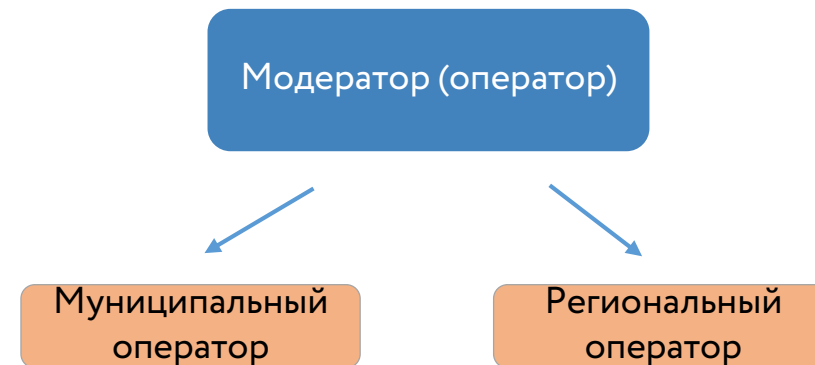 Модератор (оператор)
Муниципальный
оператор
Региональный
оператор